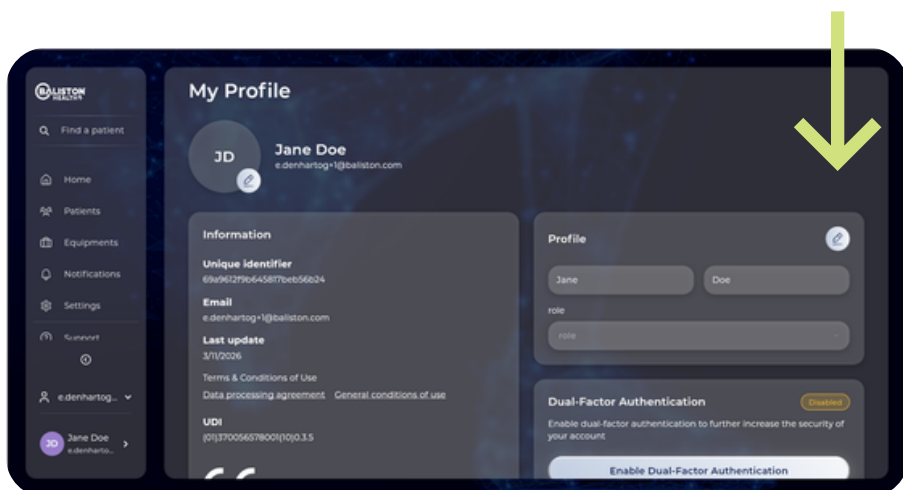 BALISTON
HEALTH
Find a patient
Home
Patients
Equipments
Notifications
Settings
Support
e.denhartog...
JD
Jane Doe
e.denharto...
My Profile
JD
Jane Doe
e.denhartog+1@baliston.com
Information
Unique identifier
69a9612f9b645817beb56b24
Email
e.denhartog+1@baliston.com
Last update
3/11/2026
Terms & Conditions of Use
Data processing agreement General conditions of use
UDI
(01)370056578001(10)0.3.5
Profile
Jane Doe
role
role
Dual-Factor Authentication Disabled
Enable dual-factor authentication to further increase the security of
your account
Enable Dual-Factor Authentication